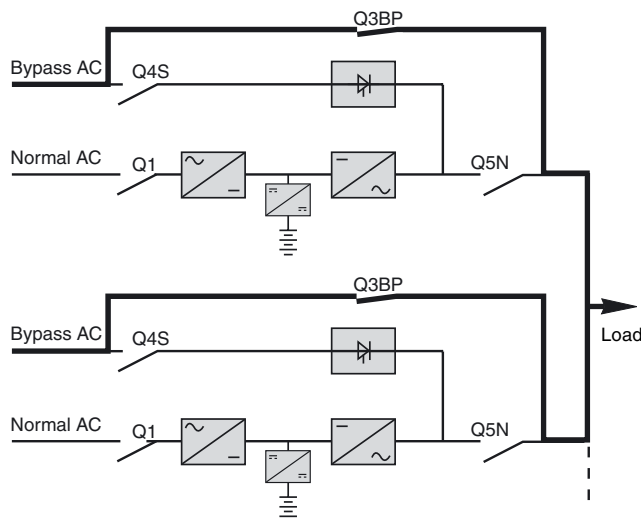 Q3BP
Bypass AC
Q4S
Normal AC
Q1
Q5N
Q3BP
Load
Bypass AC
Q4S
Normal AC
Q1
Q5N